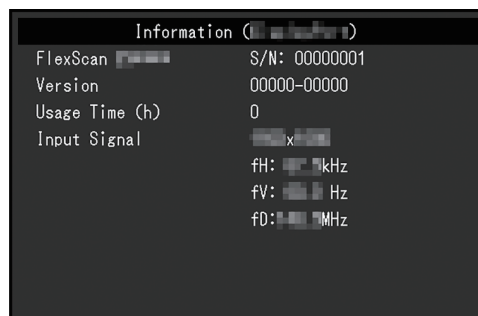 Information ( )
FlexScan S/N: 00000001
Version 00000-00000
Usage Time (h) 0
Input Signal x
fH: kHz
fV: Hz
fD: MHz